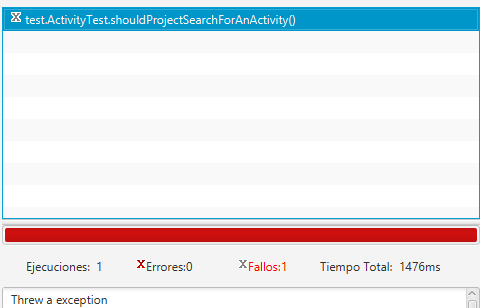 test.ActivityTest.shouldProjectSearchForAnActivity()
Ejecuciones: 1 Errores:0 Fallos:1 Tiempo Total: 1476ms
Threw a exception